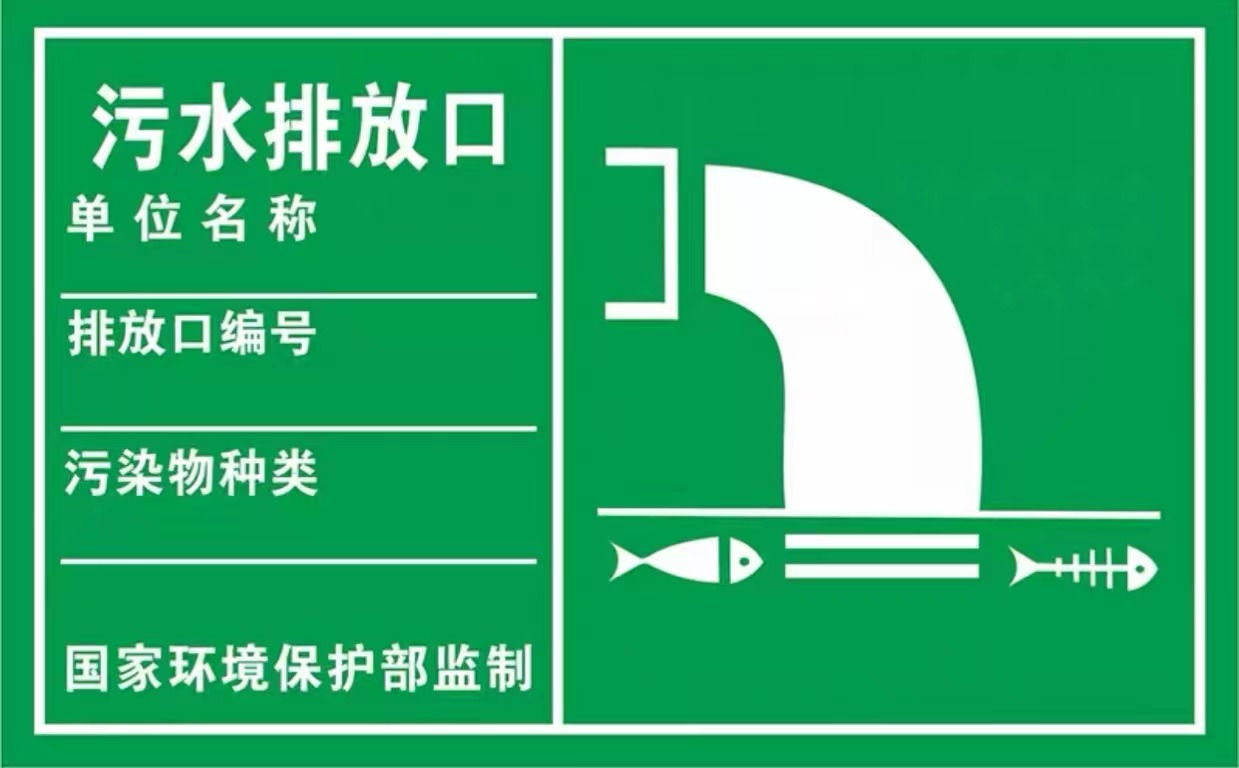 污水排放口
单位名称
排放口编号
污染物种类
国家环境保护部监制